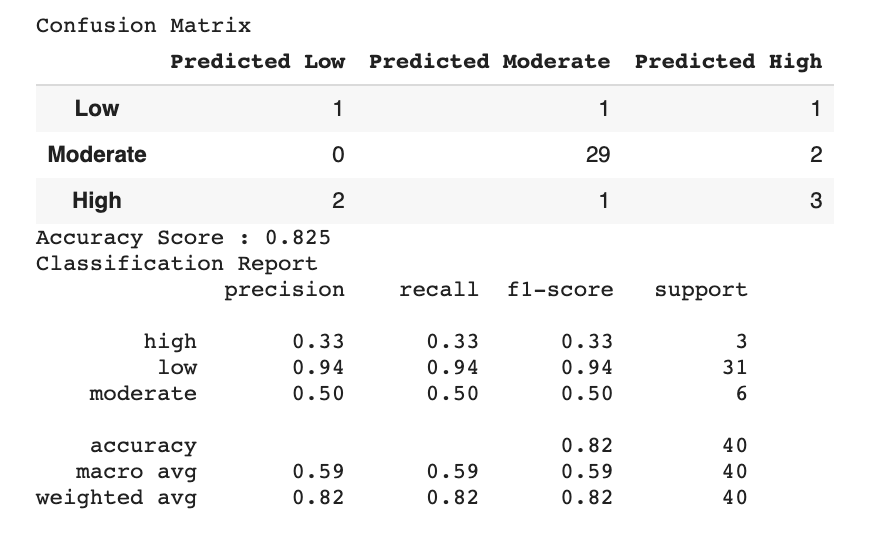 Confusion Matrix
Predicted Low Predicted Moderate Predicted High
Low 1 1 1
Moderate 0 29 2
High 2 1 3
Accuracy Score : 0.825
Classification Report
precision recall f1-score support
high 0.33 0.33 0.33 3
low 0.94 0.94 0.94 31
moderate 0.50 0.50 0.50 6
accuracy 0.82 40
macro avg 0.59 0.59 0.59 40
weighted avg 0.82 0.82 0.82 40